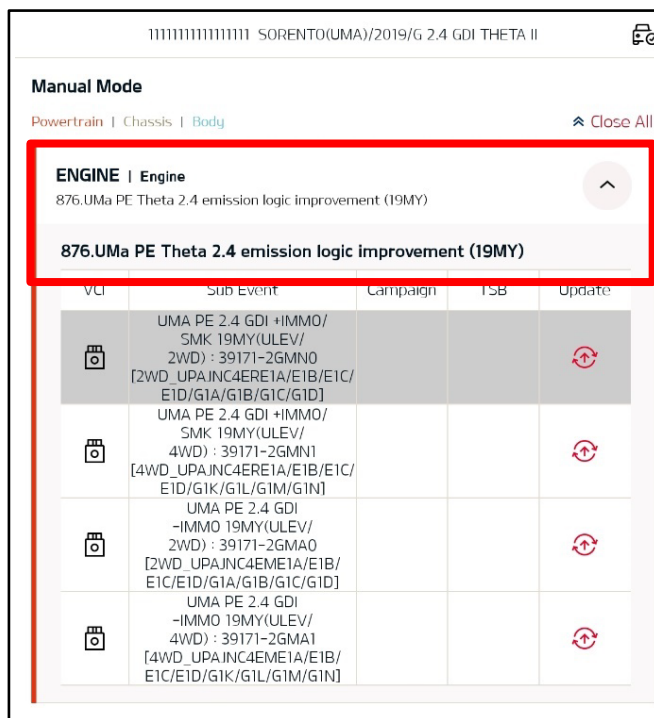 11111111111111111 SORENTO(UMA)/2019/G 2.4 GDI THETA II
Manual Mode
Powertrain | Chassis | Body
Close All
ENGINE | Engine
876.UMa PE Theta 2.4 emission logic improvement (19MY)
876.UMa PE Theta 2.4 emission logic improvement (19MY)
VCI Sub Event Campaign TSB Update
UMA PE 2.4 GDI +IMMO/
SMK 19MY(ULEV/
2WD) : 39171-2GMN0
[2WD_UPAJNC4ERE1A/E1B/E1C/
E1D/G1A/G1B/G1C/G1D]
UMA PE 2.4 GDI +IMMO/
SMK 19MY(ULEV/
4WD) : 39171-2GMN1
[4WD_UPAJNC4ERE1A/E1B/E1C/
E1D/G1K/G1L/G1M/G1N]
UMA PE 2.4 GDI
-IMMO 19MY(ULEV/
2WD) : 39171-2GMA0
[2WD_UPAJNC4EME1A/E1B/
E1C/E1D/G1A/G1B/G1C/G1D]
UMA PE 2.4 GDI
-IMMO 19MY(ULEV/
4WD) : 39171-2GMA1
[4WD_UPAJNC4EME1A/E1B/
E1C/E1D/G1K/G1L/G1M/G1N]